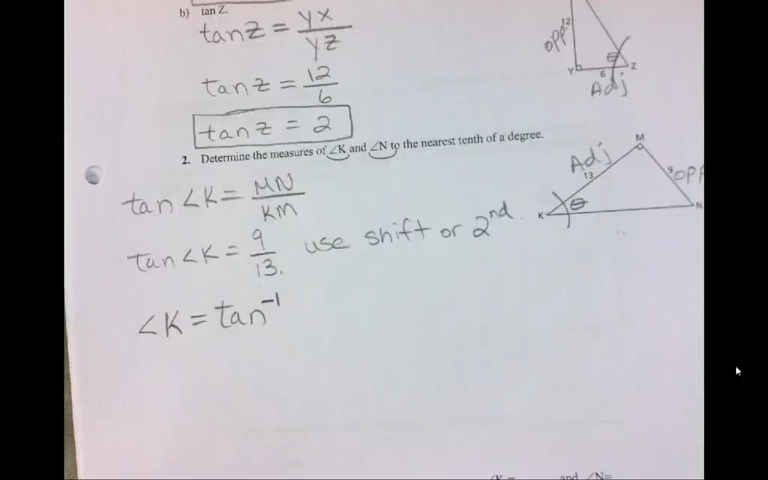 b) tan Z.
tan Z = YX / YZ
tan Z = 12 / 6
tan Z = 2
12
OPP
Y
6
Z
Adj
2. Determine the measures of ∠K and ∠N to the nearest tenth of a degree.
M
Adj
13
9
OPP
K
θ
N
tan ∠K = MN / KM
tan ∠K = 9 / 13. use shift or 2nd
∠K = tan⁻¹
∠K= and ∠N=